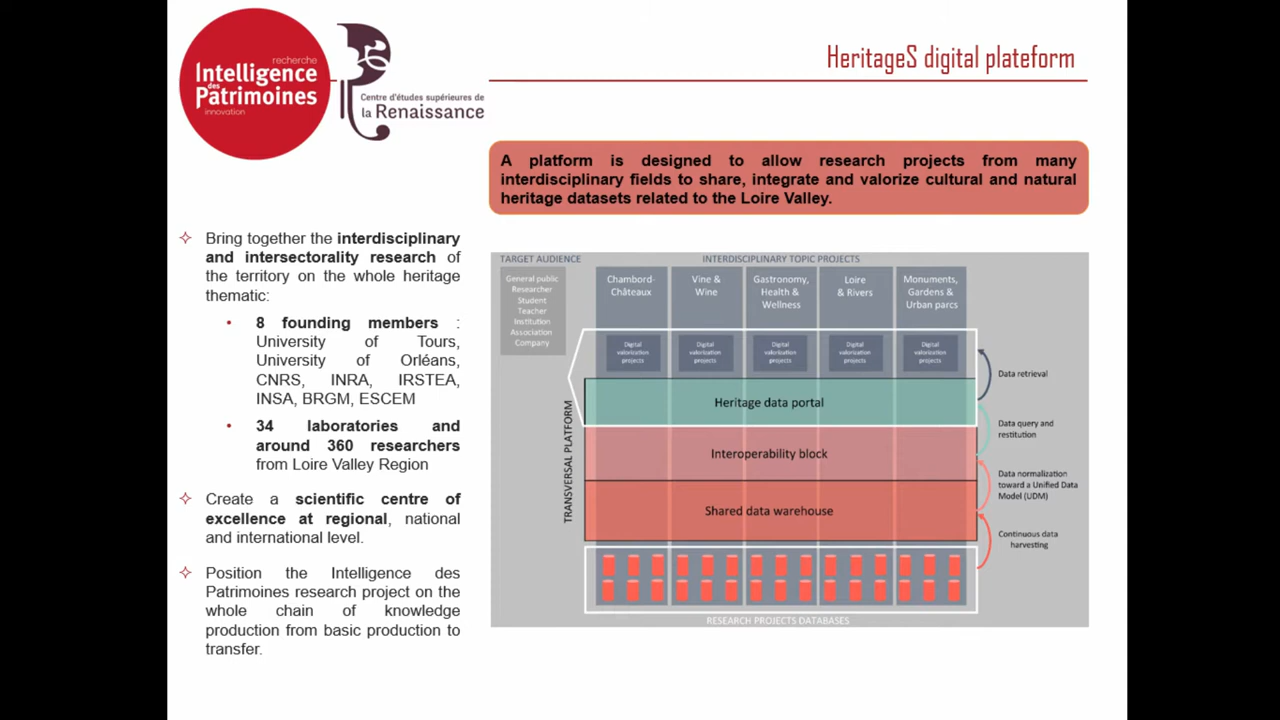 recherche
Intelligence
des
Patrimoines
innovation
Centre d'études supérieures de
la Renaissance
HeritageS digital plateform
A platform is designed to allow research projects from many
interdisciplinary fields to share, integrate and valorize cultural and natural
heritage datasets related to the Loire Valley.
Bring together the interdisciplinary
and intersectorality research of
the territory on the whole heritage
thematic:
• 8 founding members :
University of Tours,
University of Orléans,
CNRS, INRA, IRSTEA,
INSA, BRGM, ESCEM
• 34 laboratories and
around 360 researchers
from Loire Valley Region
Create a scientific centre of
excellence at regional, national
and international level.
Position the Intelligence des
Patrimoines research project on the
whole chain of knowledge
production from basic production to
transfer.
TARGET AUDIENCE
General public
Researcher
Student
Teacher
Institution
Association
Company
INTERDISCIPLINARY TOPIC PROJECTS
Chambord-
Châteaux
Vine &
Wine
Gastronomy,
Health &
Wellness
Loire
& Rivers
Monuments,
Gardens &
Urban parcs
Digital
valorization
projects
Digital
valorization
projects
Digital
valorization
projects
Digital
valorization
projects
Digital
valorization
projects
TRANSVERSAL PLATFORM
Heritage data portal
Interoperability block
Shared data warehouse
Data retrieval
Data query and
restitution
Data normalization
toward a Unified Data
Model (UDM)
Continuous data
harvesting
RESEARCH PROJECTS DATABASES